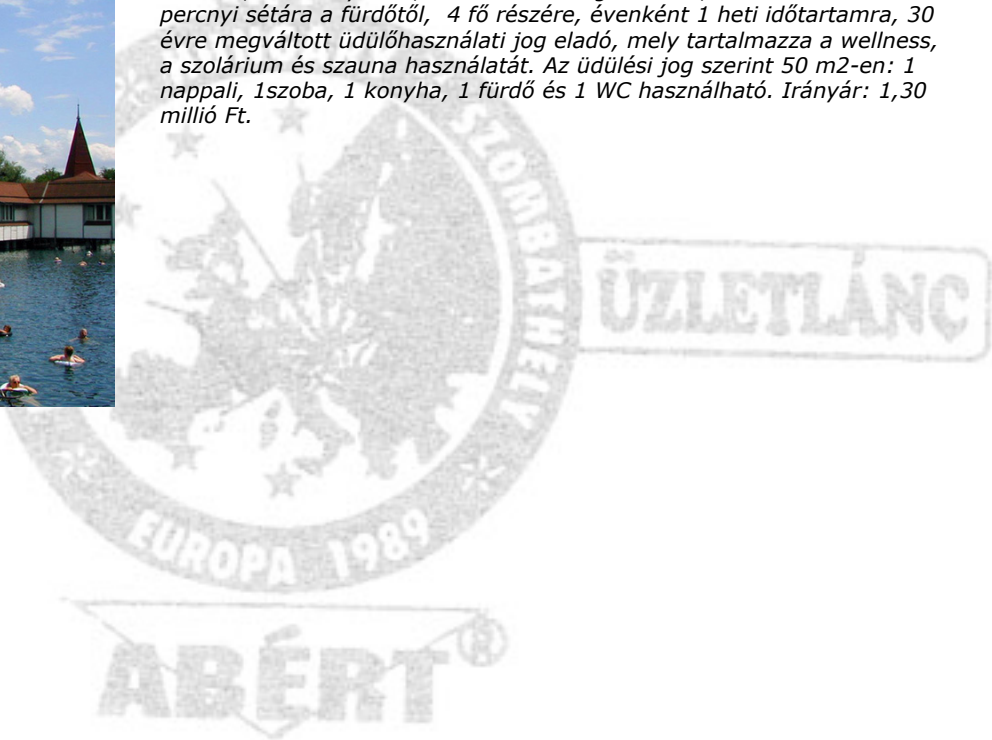 percnyi sétára a fürdőtől, 4 fő részére, évenként 1 heti időtartamra, 30
évre megváltott üdülőhasználati jog eladó, mely tartalmazza a wellness,
a szolárium és szauna használatát. Az üdülési jog szerint 50 m2-en: 1
nappali, 1szoba, 1 konyha, 1 fürdő és 1 WC használható. Irányár: 1,30
millió Ft.
SZOMBATHELY
ÜZLETLÁNC
EUROPA 1989
ABÉRT®